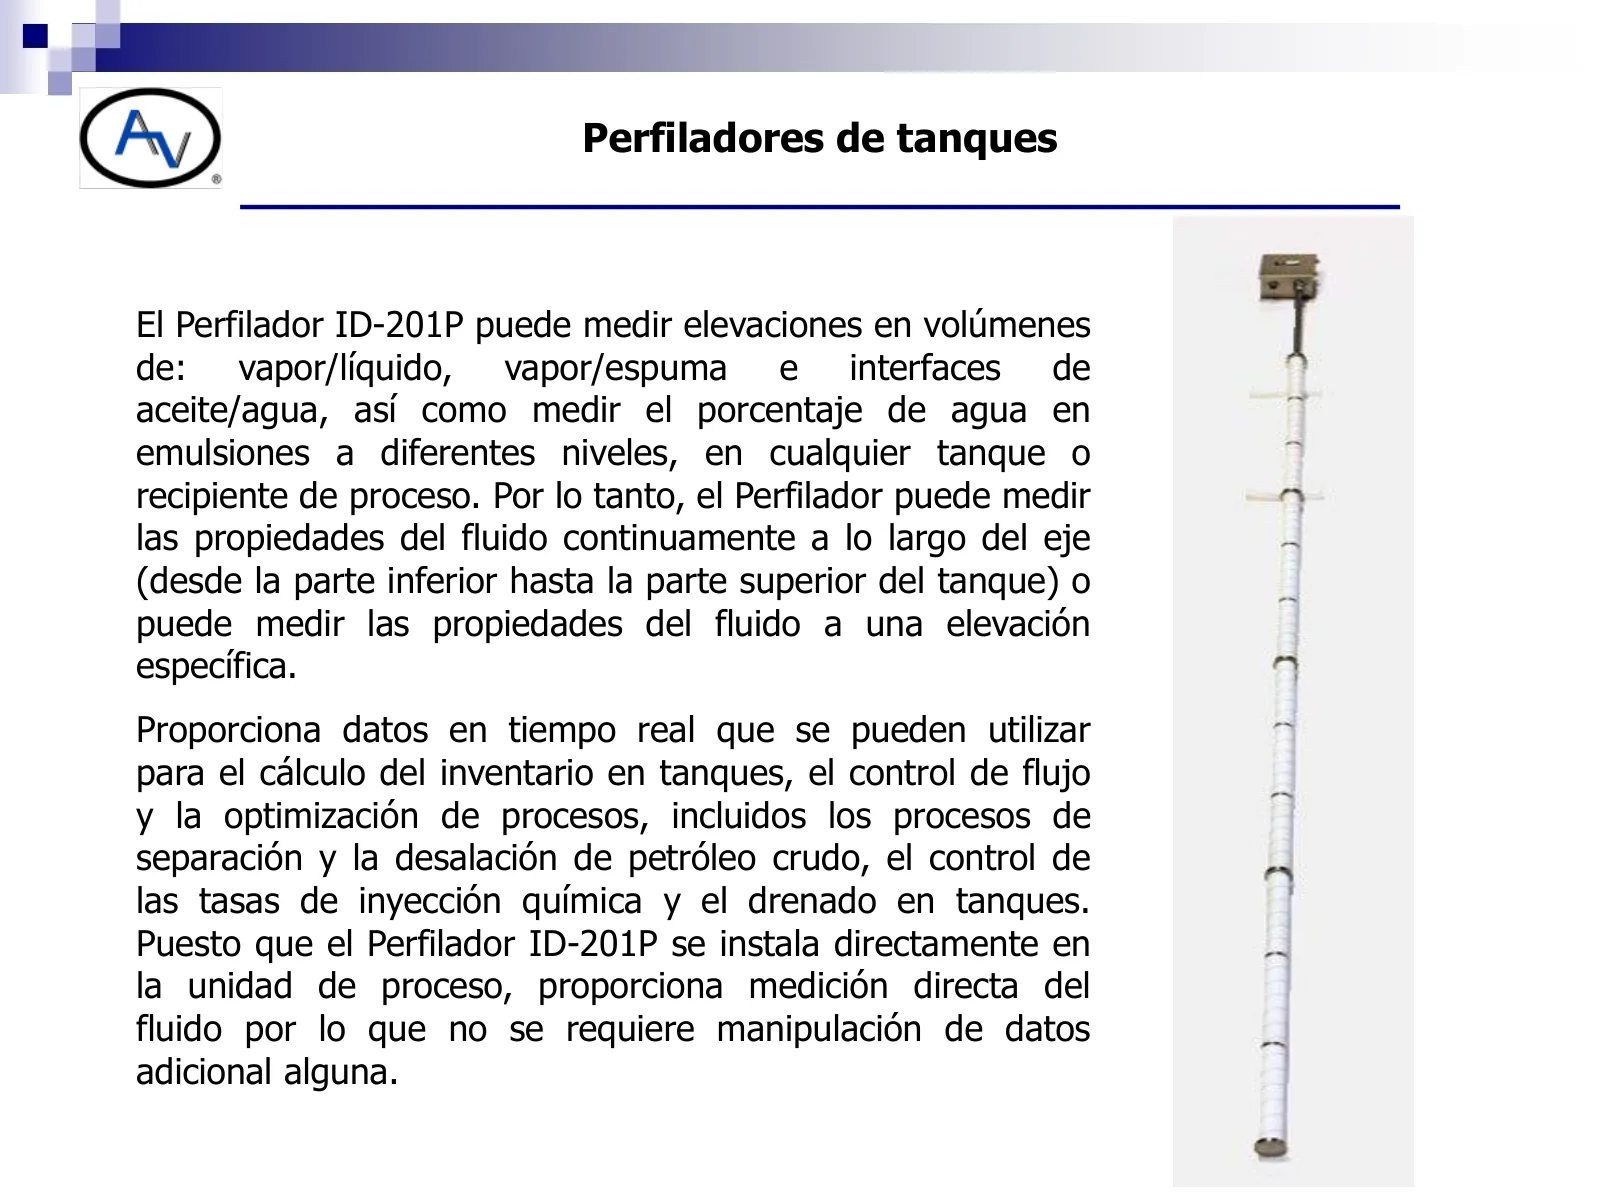 AV
®
Perfiladores de tanques
El Perfilador ID-201P puede medir elevaciones en volúmenes
de: vapor/líquido, vapor/espuma e interfaces de
aceite/agua, así como medir el porcentaje de agua en
emulsiones a diferentes niveles, en cualquier tanque o
recipiente de proceso. Por lo tanto, el Perfilador puede medir
las propiedades del fluido continuamente a lo largo del eje
(desde la parte inferior hasta la parte superior del tanque) o
puede medir las propiedades del fluido a una elevación
específica.
Proporciona datos en tiempo real que se pueden utilizar
para el cálculo del inventario en tanques, el control de flujo
y la optimización de procesos, incluidos los procesos de
separación y la desalación de petróleo crudo, el control de
las tasas de inyección química y el drenado en tanques.
Puesto que el Perfilador ID-201P se instala directamente en
la unidad de proceso, proporciona medición directa del
fluido por lo que no se requiere manipulación de datos
adicional alguna.